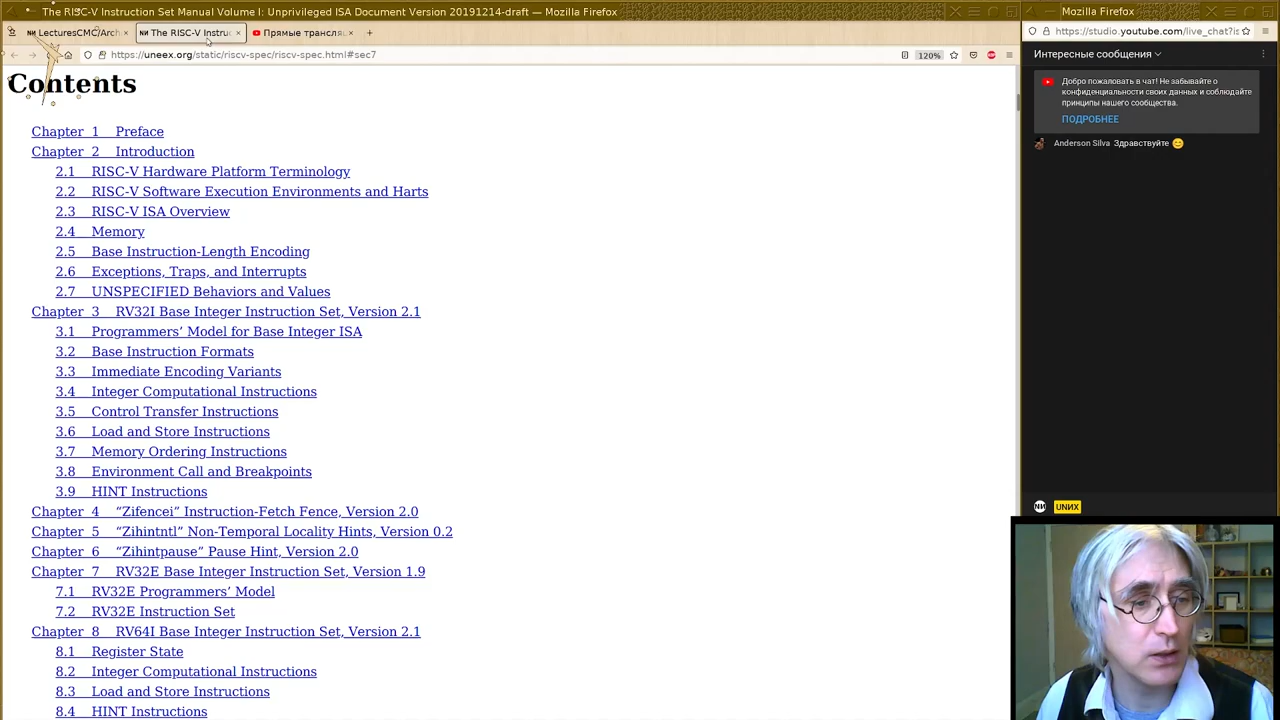 The RISC-V Instruction Set Manual Volume I: Unprivileged ISA Document Version 20191214-draft — Mozilla Firefox
Mozilla Firefox
LecturesCMC/Arch
The RISC-V Instruc
Прямые трансляц
https://uneex.org/static/riscv-spec/riscv-spec.html#sec7
120%
https://studio.youtube.com/live_chat?is
Contents
Chapter 1 Preface
Chapter 2 Introduction
2.1 RISC-V Hardware Platform Terminology
2.2 RISC-V Software Execution Environments and Harts
2.3 RISC-V ISA Overview
2.4 Memory
2.5 Base Instruction-Length Encoding
2.6 Exceptions, Traps, and Interrupts
2.7 UNSPECIFIED Behaviors and Values
Chapter 3 RV32I Base Integer Instruction Set, Version 2.1
3.1 Programmers’ Model for Base Integer ISA
3.2 Base Instruction Formats
3.3 Immediate Encoding Variants
3.4 Integer Computational Instructions
3.5 Control Transfer Instructions
3.6 Load and Store Instructions
3.7 Memory Ordering Instructions
3.8 Environment Call and Breakpoints
3.9 HINT Instructions
Chapter 4 “Zifencei” Instruction-Fetch Fence, Version 2.0
Chapter 5 “Zihintntl” Non-Temporal Locality Hints, Version 0.2
Chapter 6 “Zihintpause” Pause Hint, Version 2.0
Chapter 7 RV32E Base Integer Instruction Set, Version 1.9
7.1 RV32E Programmers’ Model
7.2 RV32E Instruction Set
Chapter 8 RV64I Base Integer Instruction Set, Version 2.1
8.1 Register State
8.2 Integer Computational Instructions
8.3 Load and Store Instructions
8.4 HINT Instructions
Интересные сообщения
Добро пожаловать в чат! Не забывайте о
конфиденциальности своих данных и соблюдайте
принципы нашего сообщества.
ПОДРОБНЕЕ
Anderson Silva Здравствуйте 😊
UNИX